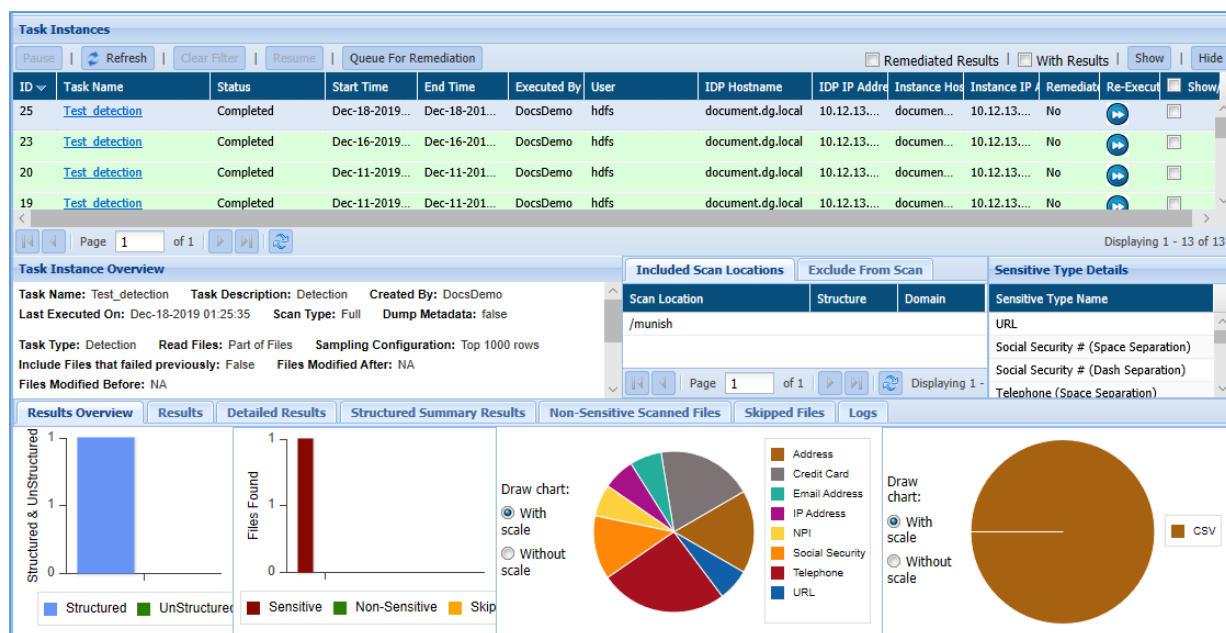 Task Instances
Pause | Refresh | Clear Filter | Resume | Queue For Remediation Remediated Results | With Results | Show | Hide
ID Task Name Status Start Time End Time Executed By User IDP Hostname IDP IP Addre Instance Hos Instance IP A Remediate Re-Execut Show/
25 Test_detection Completed Dec-18-2019... Dec-18-201... DocsDemo hdfs document.dg.local 10.12.13.... documen... 10.12.13.... No
23 Test_detection Completed Dec-16-2019... Dec-16-201... DocsDemo hdfs document.dg.local 10.12.13.... documen... 10.12.13.... No
20 Test_detection Completed Dec-11-2019... Dec-11-201... DocsDemo hdfs document.dg.local 10.12.13.... documen... 10.12.13.... No
19 Test_detection Completed Dec-11-2019... Dec-11-201... DocsDemo hdfs document.dg.local 10.12.13.... documen... 10.12.13.... No
Page 1 of 1 Displaying 1 - 13 of 13
Task Instance Overview
Task Name: Test_detection Task Description: Detection Created By: DocsDemo
Last Executed On: Dec-18-2019 01:25:35 Scan Type: Full Dump Metadata: false
Task Type: Detection Read Files: Part of Files Sampling Configuration: Top 1000 rows
Include Files that failed previously: False Files Modified After: NA
Files Modified Before: NA
Included Scan Locations Exclude From Scan
Scan Location Structure Domain
/munish
Page 1 of 1 Displaying 1 -
Sensitive Type Details
Sensitive Type Name
URL
Social Security # (Space Separation)
Social Security # (Dash Separation)
Telephone (Space Separation)
Results Overview Results Detailed Results Structured Summary Results Non-Sensitive Scanned Files Skipped Files Logs
Structured & UnStructured
1
1
0
Structured UnStructured
Files Found
1
1
0
Sensitive Non-Sensitive Skip
Draw chart:
With
scale
Without
scale
Address
Credit Card
Email Address
IP Address
NPI
Social Security
Telephone
URL
Draw
chart:
With
scale
Without
scale
CSV